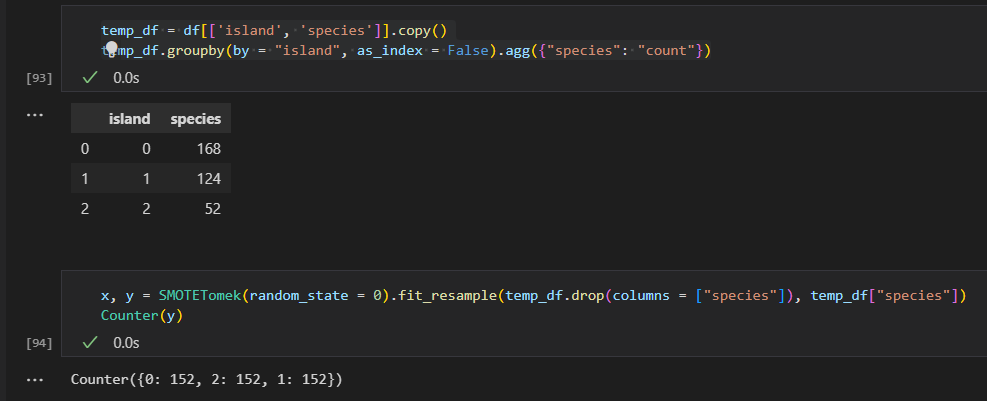 temp_df = df[['island', 'species']].copy()
temp_df.groupby(by = "island", as_index = False).agg({"species": "count"})
[93] ✓ 0.0s
...
island species
0 0 168
1 1 124
2 2 52
x, y = SMOTETomek(random_state = 0).fit_resample(temp_df.drop(columns = ["species"]), temp_df["species"])
Counter(y)
[94] ✓ 0.0s
... Counter({0: 152, 2: 152, 1: 152})